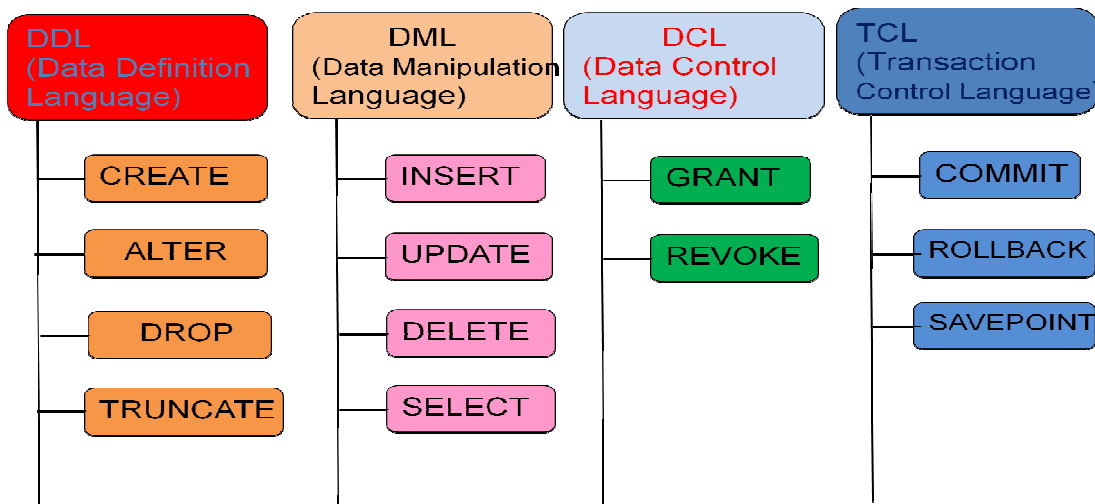 DDL
(Data Definition
Language)
CREATE
ALTER
DROP
TRUNCATE
DML
(Data Manipulation
Language)
INSERT
UPDATE
DELETE
SELECT
DCL
(Data Control
Language)
GRANT
REVOKE
TCL
(Transaction
Control Language)
COMMIT
ROLLBACK
SAVEPOINT